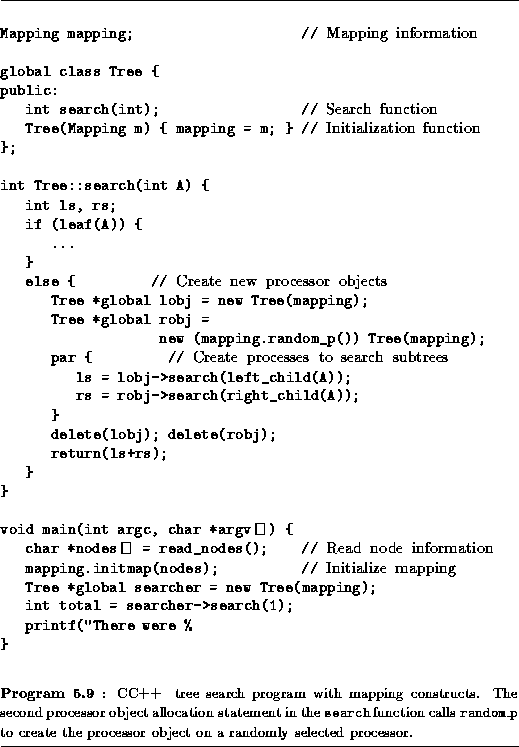 Mapping mapping; // Mapping information
global class Tree {
public:
int search(int); // Search function
Tree(Mapping m) { mapping = m; } // Initialization function
};
int Tree::search(int A) {
int ls, rs;
if (leaf(A)) {
...
}
else { // Create new processor objects
Tree *global lobj = new Tree(mapping);
Tree *global robj =
new (mapping.random_p()) Tree(mapping);
par { // Create processes to search subtrees
ls = lobj->search(left_child(A));
rs = robj->search(right_child(A));
}
delete(lobj); delete(robj);
return(ls+rs);
}
}
void main(int argc, char *argv[]) {
char *nodes[] = read_nodes(); // Read node information
mapping.initmap(nodes); // Initialize mapping
Tree *global searcher = new Tree(mapping);
int total = searcher->search(1);
printf("There were %
}
Program 5.9 : CC++ tree search program with mapping constructs. The
second processor object allocation statement in the search function calls random_p
to create the processor object on a randomly selected processor.